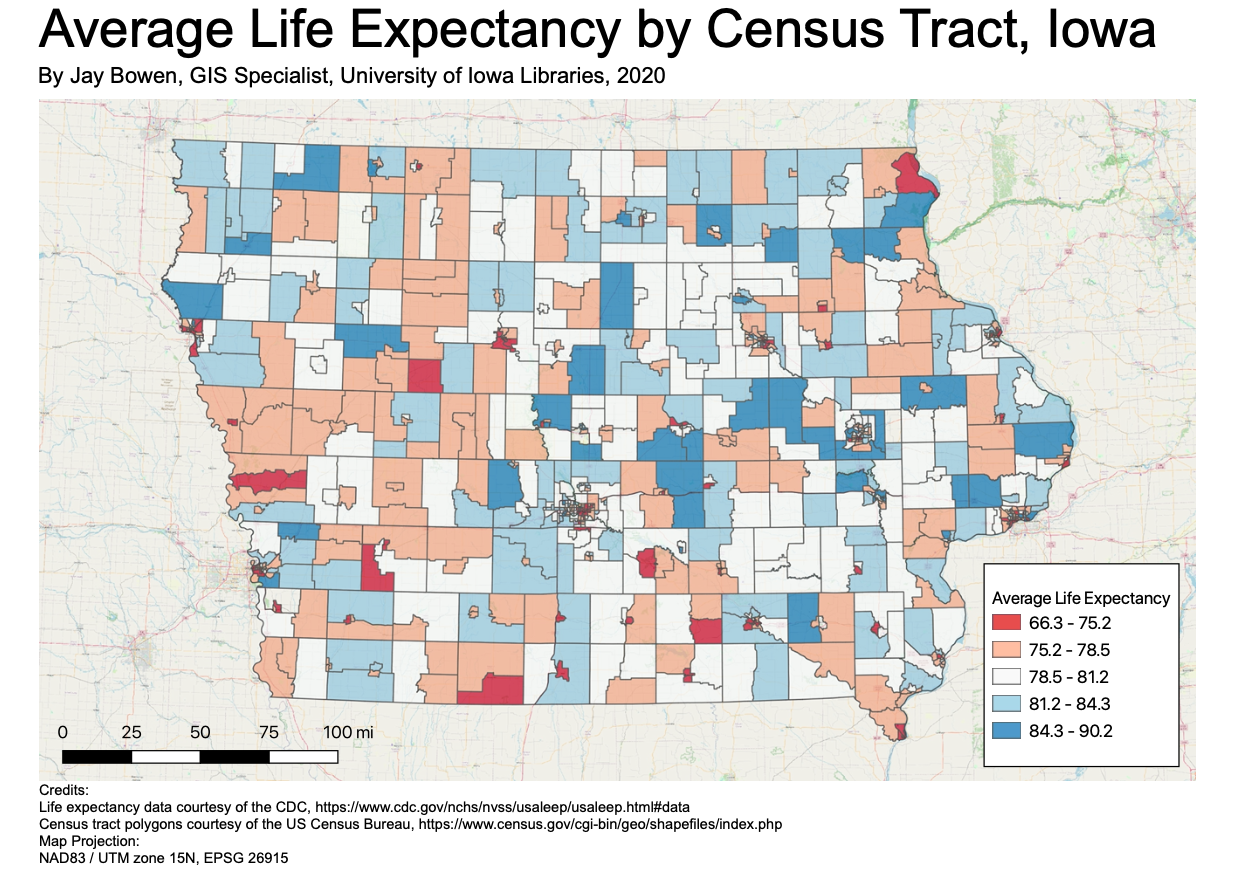 Average Life Expectancy by Census Tract, Iowa
By Jay Bowen, GIS Specialist, University of Iowa Libraries, 2020
Average Life Expectancy
66.3 - 75.2
75.2 - 78.5
78.5 - 81.2
81.2 - 84.3
84.3 - 90.2
0 25 50 75 100 mi
Credits:
Life expectancy data courtesy of the CDC, https://www.cdc.gov/nchs/nvss/usaleep/usaleep.html#data
Census tract polygons courtesy of the US Census Bureau, https://www.census.gov/cgi-bin/geo/shapefiles/index.php
Map Projection:
NAD83 / UTM zone 15N, EPSG 26915